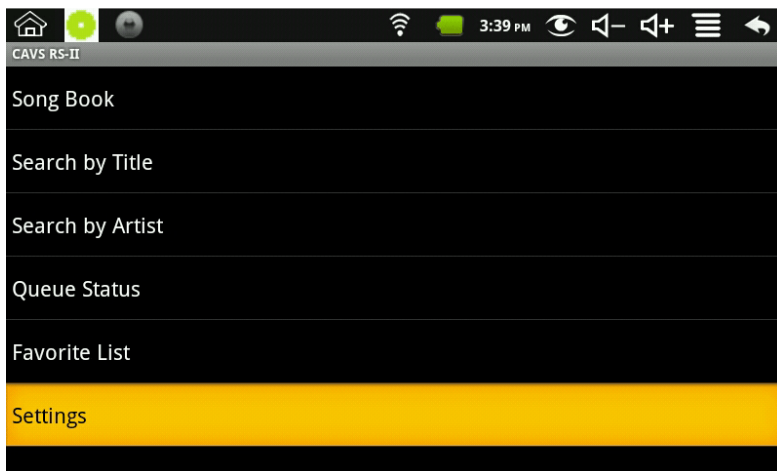 3:39 PM
CAVS RS-II
Song Book
Search by Title
Search by Artist
Queue Status
Favorite List
Settings